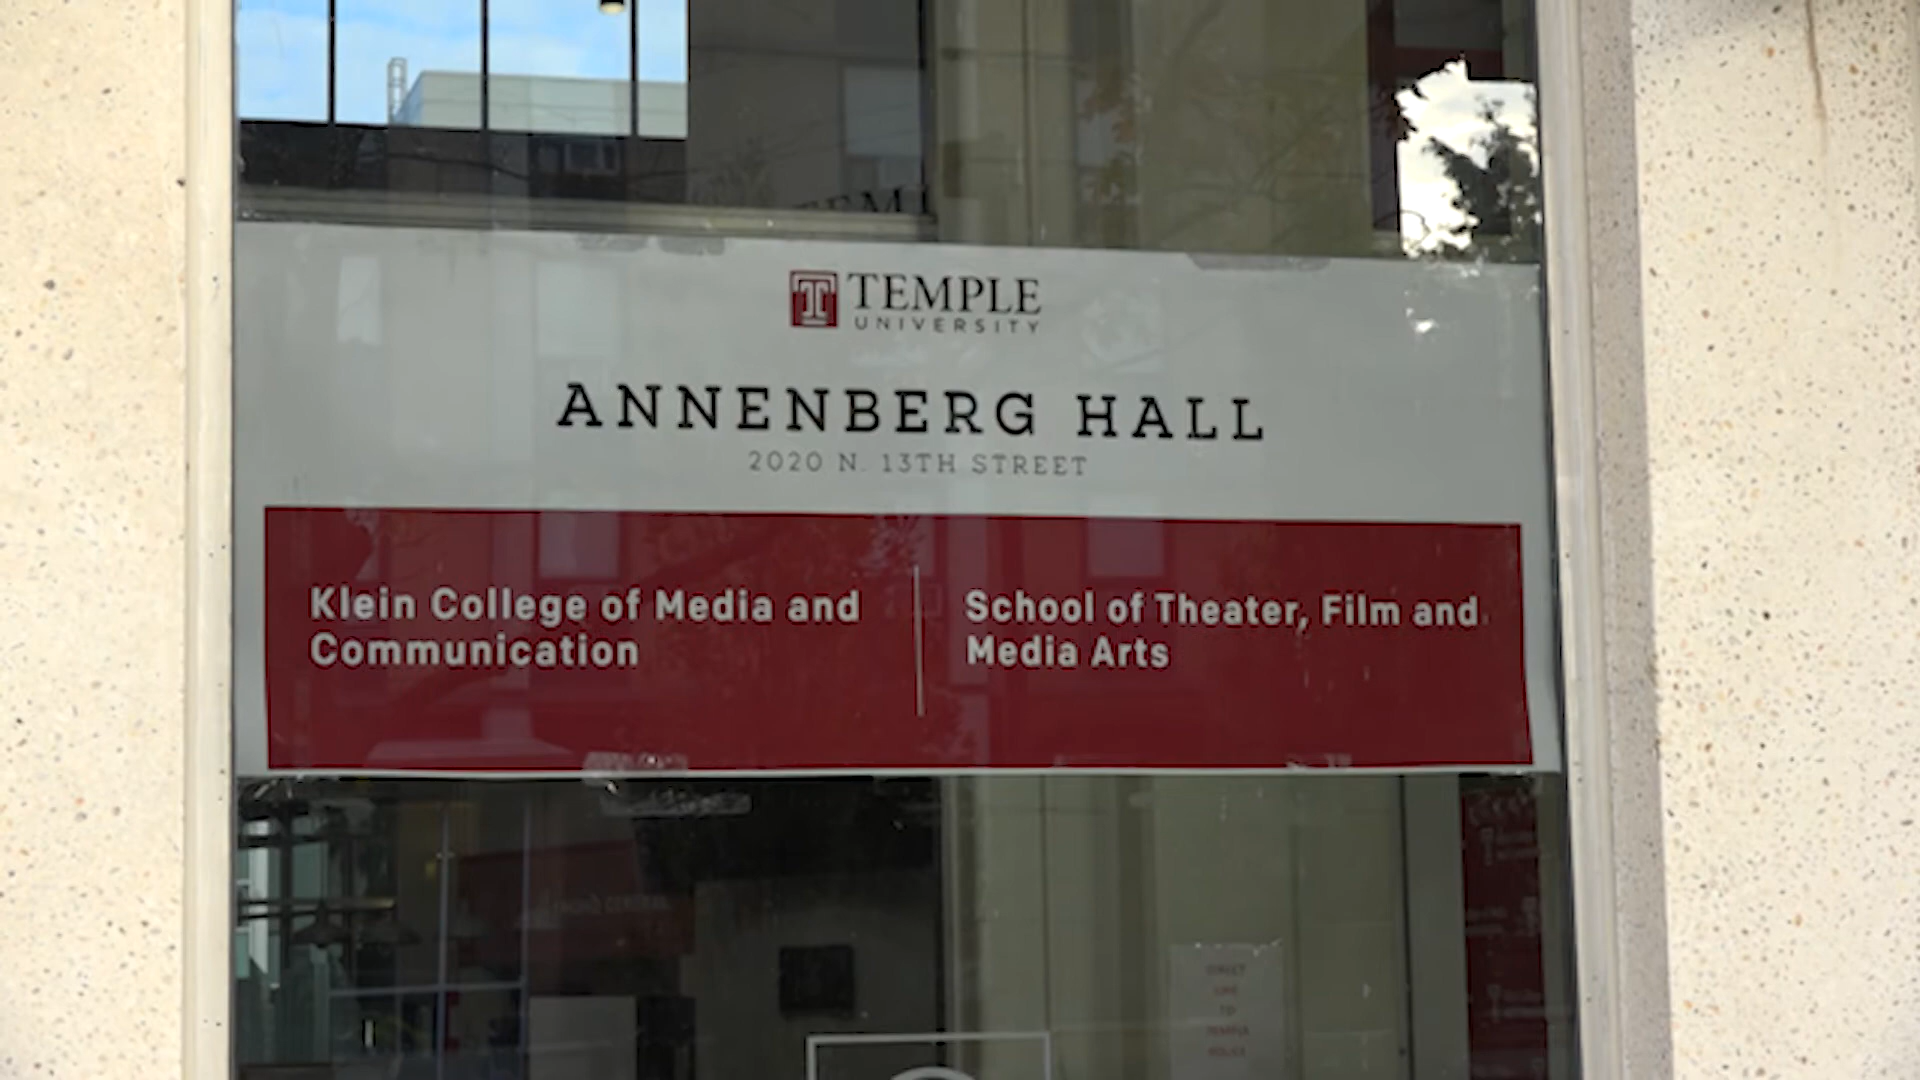 TEMPLE
UNIVERSITY
ANNENBERG HALL
2020 N. 13TH STREET
Klein College of Media and
Communication
School of Theater, Film and
Media Arts